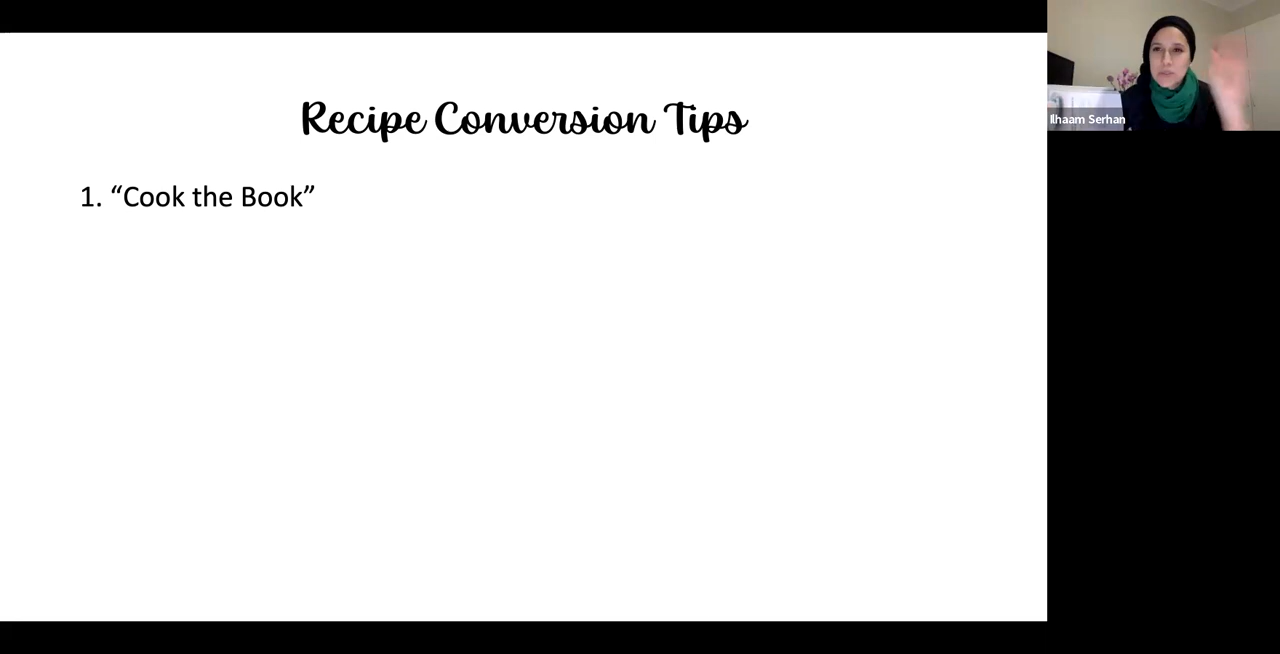 Recipe Conversion Tips
1. “Cook the Book”
Ilhaam Serhan